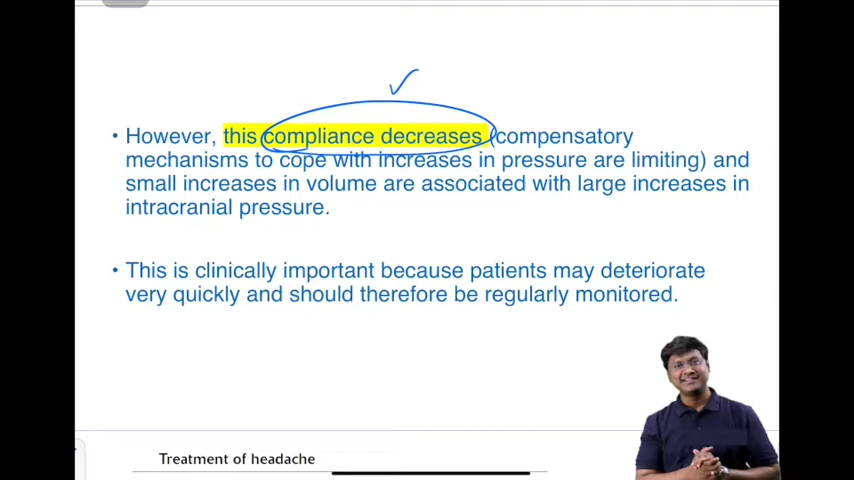 • However, this compliance decreases (compensatory
mechanisms to cope with increases in pressure are limiting) and
small increases in volume are associated with large increases in
intracranial pressure.
• This is clinically important because patients may deteriorate
very quickly and should therefore be regularly monitored.
Treatment of headache